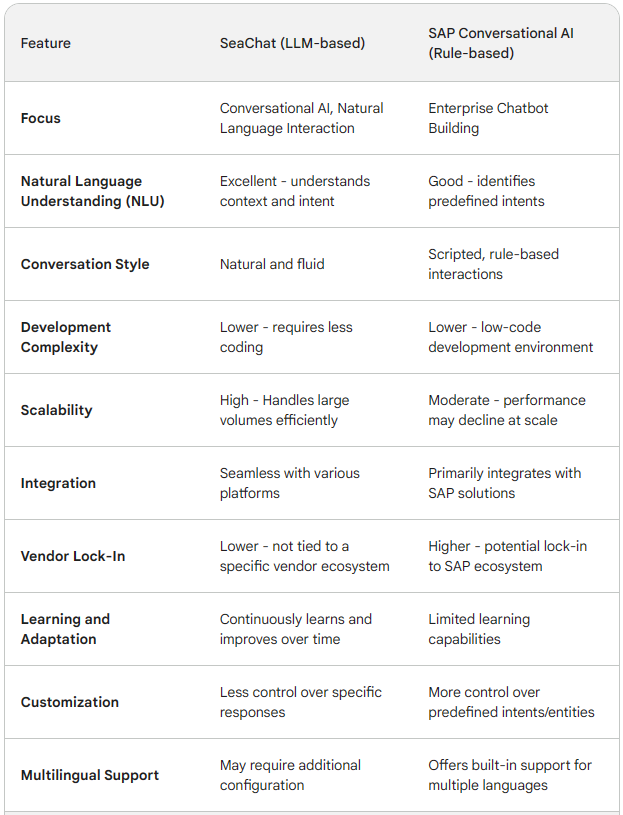 Feature
SeaChat (LLM-based)
SAP Conversational AI
(Rule-based)
Focus
Conversational AI, Natural
Language Interaction
Enterprise Chatbot
Building
Natural Language
Understanding (NLU)
Excellent - understands
context and intent
Good - identifies
predefined intents
Conversation Style
Natural and fluid
Scripted, rule-based
interactions
Development
Complexity
Lower - requires less
coding
Lower - low-code
development environment
Scalability
High - Handles large
volumes efficiently
Moderate - performance
may decline at scale
Integration
Seamless with various
platforms
Primarily integrates with
SAP solutions
Vendor Lock-In
Lower - not tied to a
specific vendor ecosystem
Higher - potential lock-in
to SAP ecosystem
Learning and
Adaptation
Continuously learns and
improves over time
Limited learning
capabilities
Customization
Less control over specific
responses
More control over
predefined intents/entities
Multilingual Support
May require additional
configuration
Offers built-in support for
multiple languages